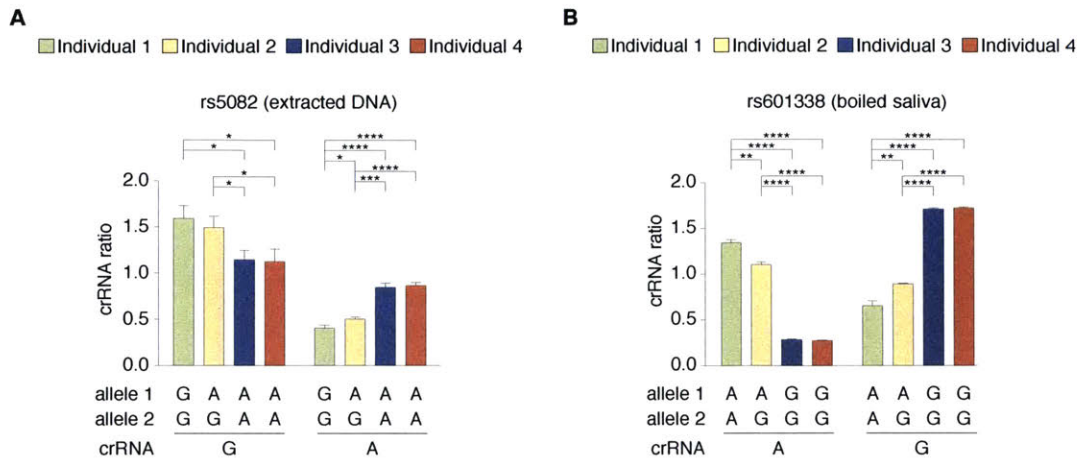 A
Individual 1 Individual 2 Individual 3 Individual 4
rs5082 (extracted DNA)
* ****
* ****
* * ****
* ***
2.0
1.5
1.0
0.5
0.0
crRNA ratio
allele 1 G A A A G A A A
allele 2 G G A A G G A A
crRNA G A
B
Individual 1 Individual 2 Individual 3 Individual 4
rs601338 (boiled saliva)
**** ****
**** ****
** **** ** ****
**** ****
2.0
1.5
1.0
0.5
0.0
crRNA ratio
allele 1 A A G G A A G G
allele 2 A G G G A G G G
crRNA A G